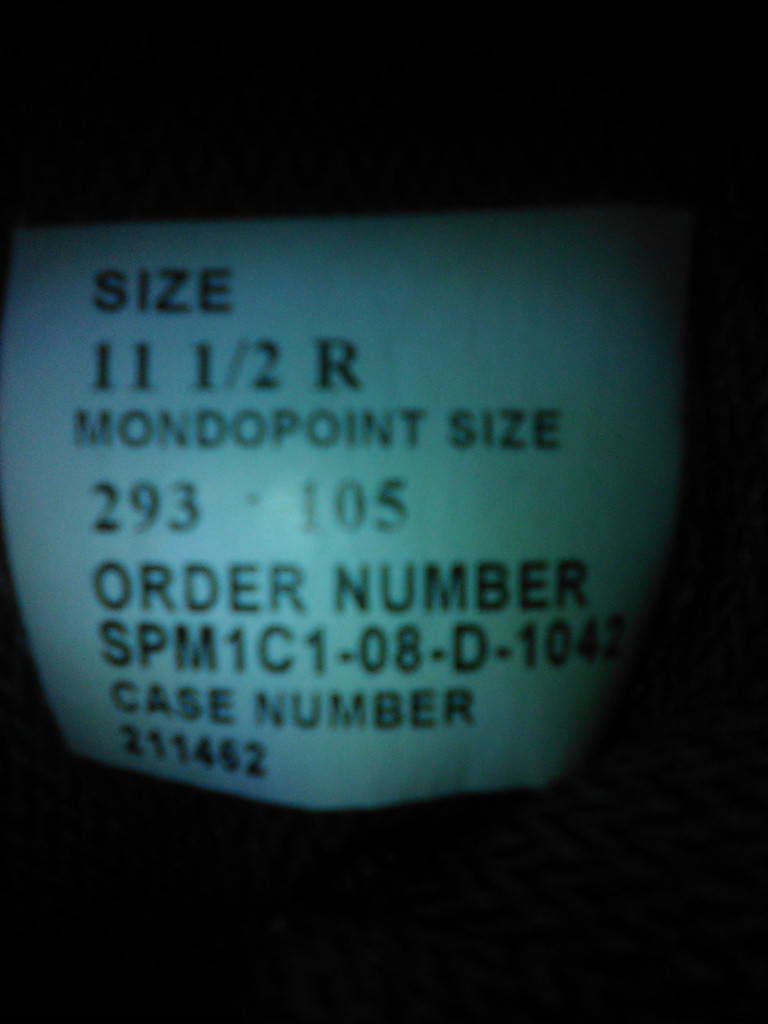 SIZE
11 1/2 R
MONDOPOINT SIZE
293 · 105
ORDER NUMBER
SPM1C1-08-D-1042
CASE NUMBER
211462